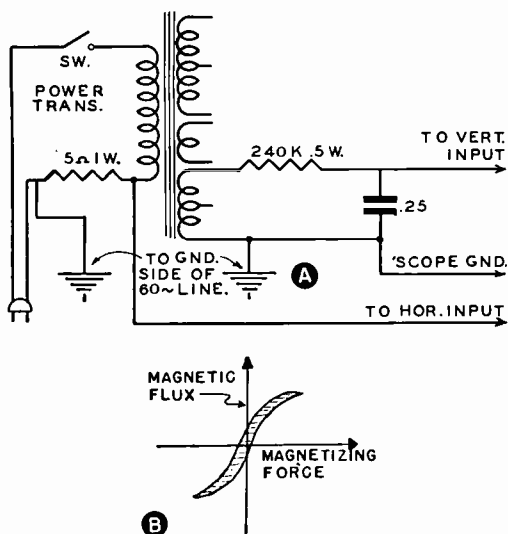 SW.
POWER
TRANS.
5Ω 1W.
240K .5W.
TO VERT.
INPUT
.25
TO GND.
SIDE OF
60~LINE.
A
'SCOPE GND.
TO HOR. INPUT
MAGNETIC
FLUX
MAGNETIZING
FORCE
B